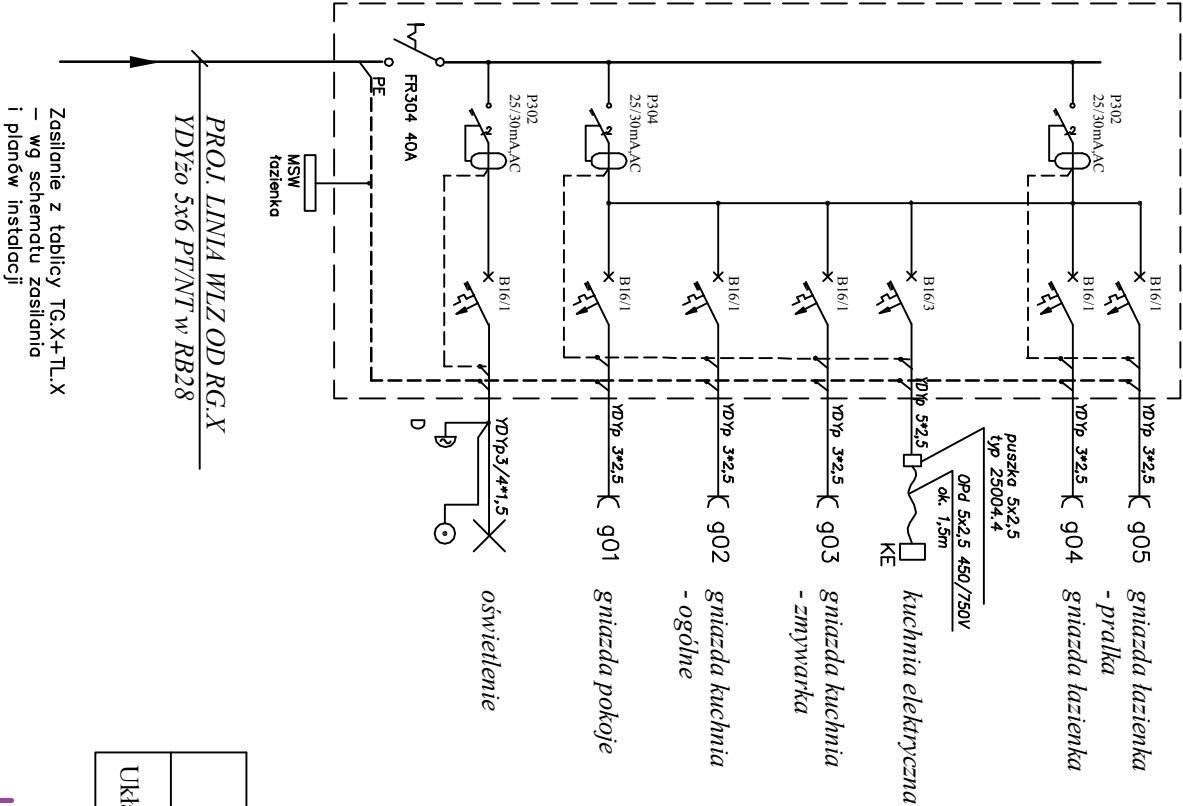 Zasilanie z tablicy TG.X+TL.X
– wg schematu zasilania
i planów instalacji
PROJ. LINIA WLZ OD RG.X
YDYżo 5x6 PT/NT w RB28
MSW
łazienka
PE
FR304 40A
P302
25/30mA,AC
2
P304
25/30mA,AC
2
P302
25/30mA,AC
2
B16/1
B16/1
B16/1
B16/1
B16/3
B16/1
B16/1
YDYp3/4*1,5
D
oświetlenie
YDYp 3*2,5
g01
gniazda pokoje
YDYp 3*2,5
g02
gniazda kuchnia
- ogólne
YDYp 3*2,5
g03
gniazda kuchnia
- zmywarka
YDYp 5*2,5
puszka 5x2,5
typ 25004.4
OPd 5x2,5 450/750V
ok. 1,5m
KE
kuchnia elektryczna
YDYp 3*2,5
g04
gniazda łazienka
YDYp 3*2,5
g05
gniazda łazienka
- pralka